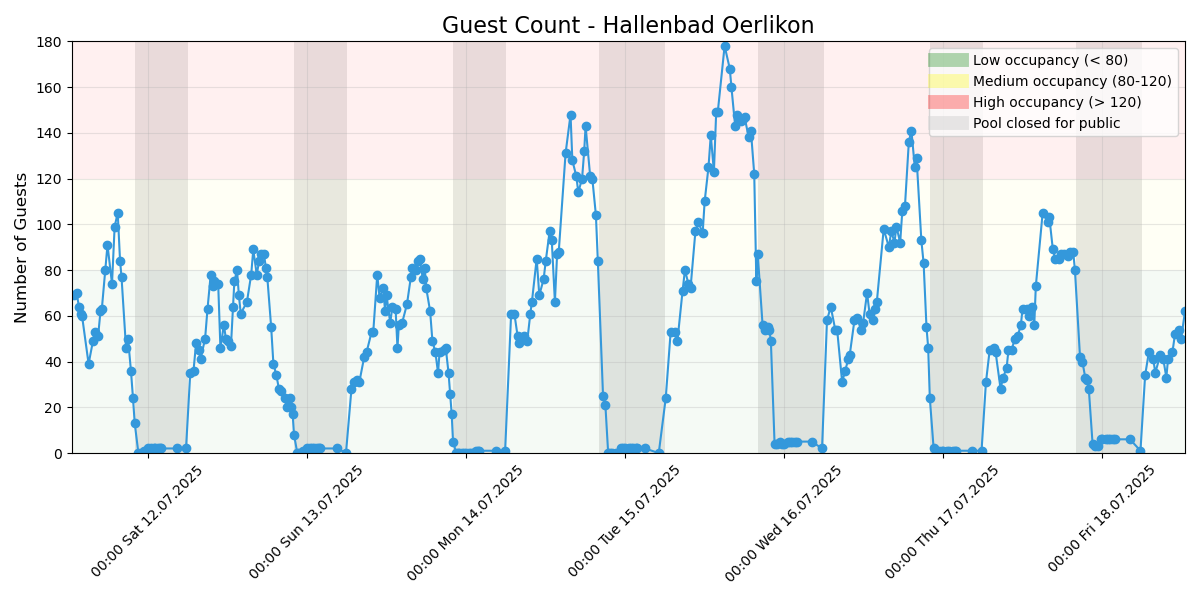 Guest Count - Hallenbad Oerlikon
Number of Guests
180
160
140
120
100
80
60
40
20
0
Low occupancy (< 80)
Medium occupancy (80-120)
High occupancy (> 120)
Pool closed for public
00:00 Sat 12.07.2025
00:00 Sun 13.07.2025
00:00 Mon 14.07.2025
00:00 Tue 15.07.2025
00:00 Wed 16.07.2025
00:00 Thu 17.07.2025
00:00 Fri 18.07.2025